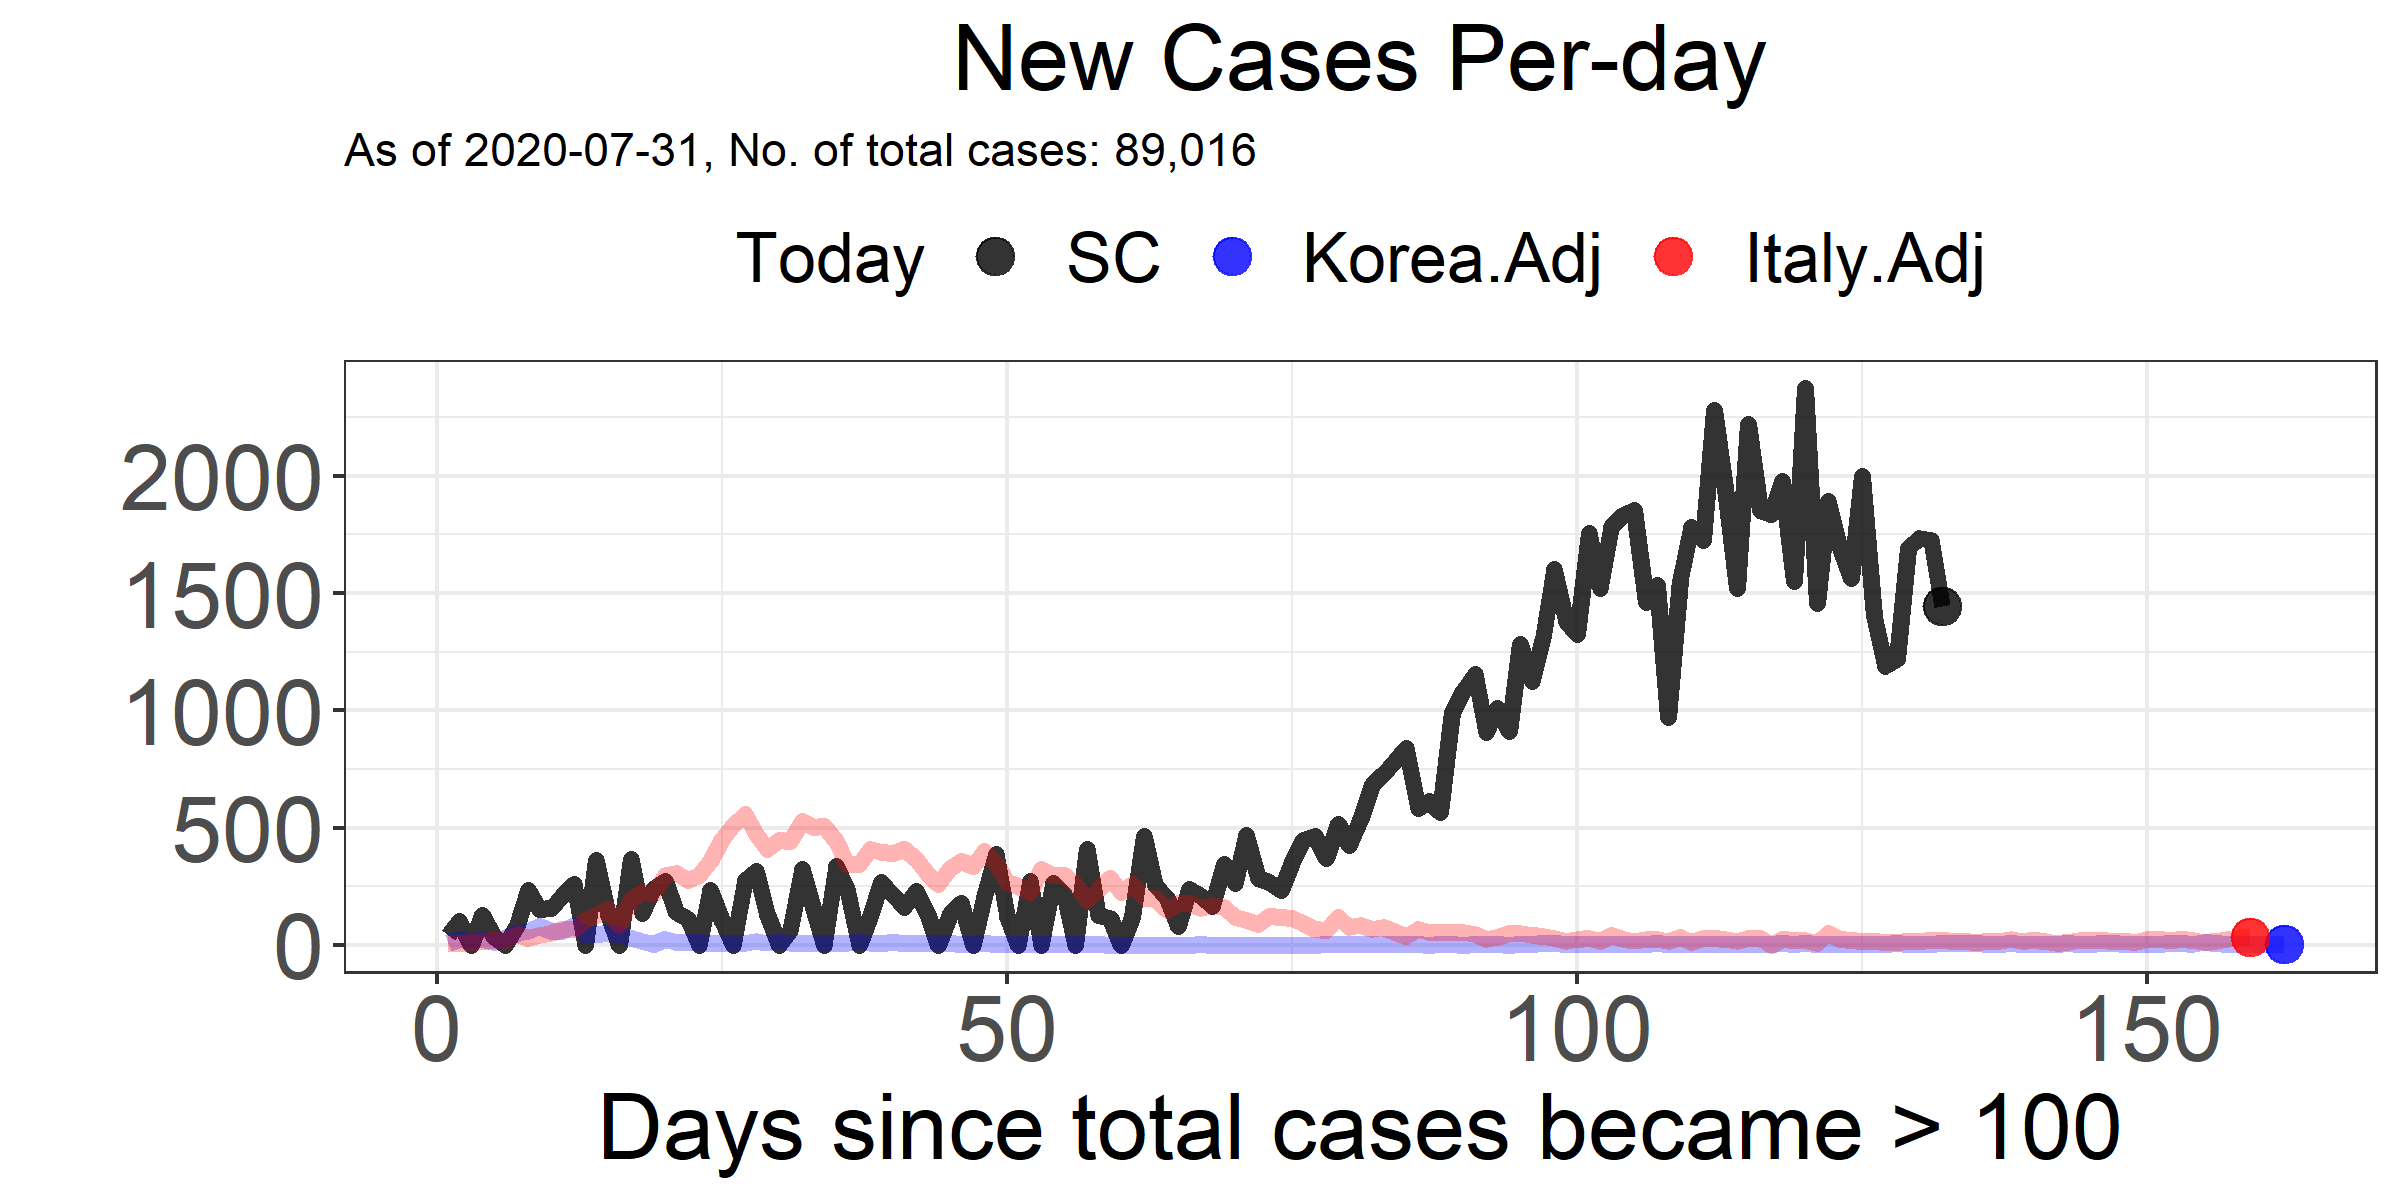 New Cases Per-day
As of 2020-07-31, No. of total cases: 89,016
Today SC Korea.Adj Italy.Adj
2000
1500
1000
500
0
0 50 100 150
Days since total cases became > 100